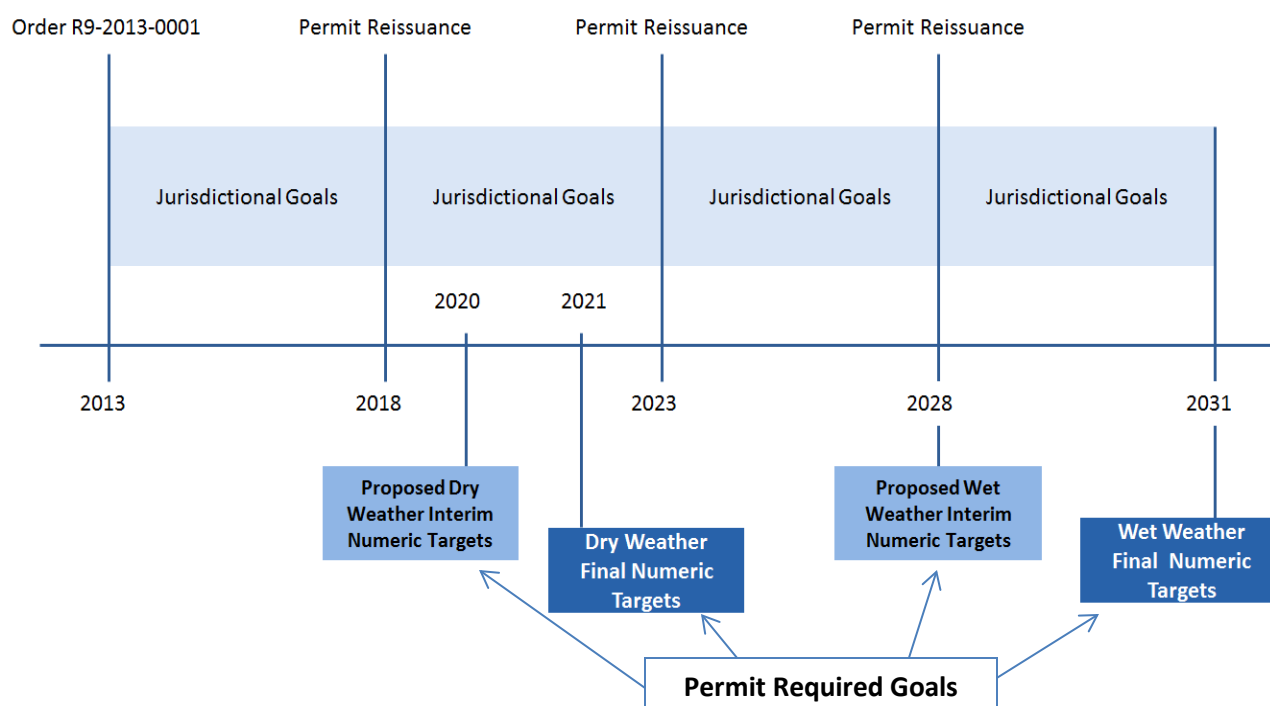 Order R9-2013-0001
Permit Reissuance
Permit Reissuance
Permit Reissuance
Jurisdictional Goals
Jurisdictional Goals
Jurisdictional Goals
Jurisdictional Goals
2020
2021
2013
2018
2023
2028
2031
Proposed Dry
Weather Interim
Numeric Targets
Dry Weather
Final Numeric
Targets
Proposed Wet
Weather Interim
Numeric Targets
Wet Weather
Final Numeric
Targets
Permit Required Goals